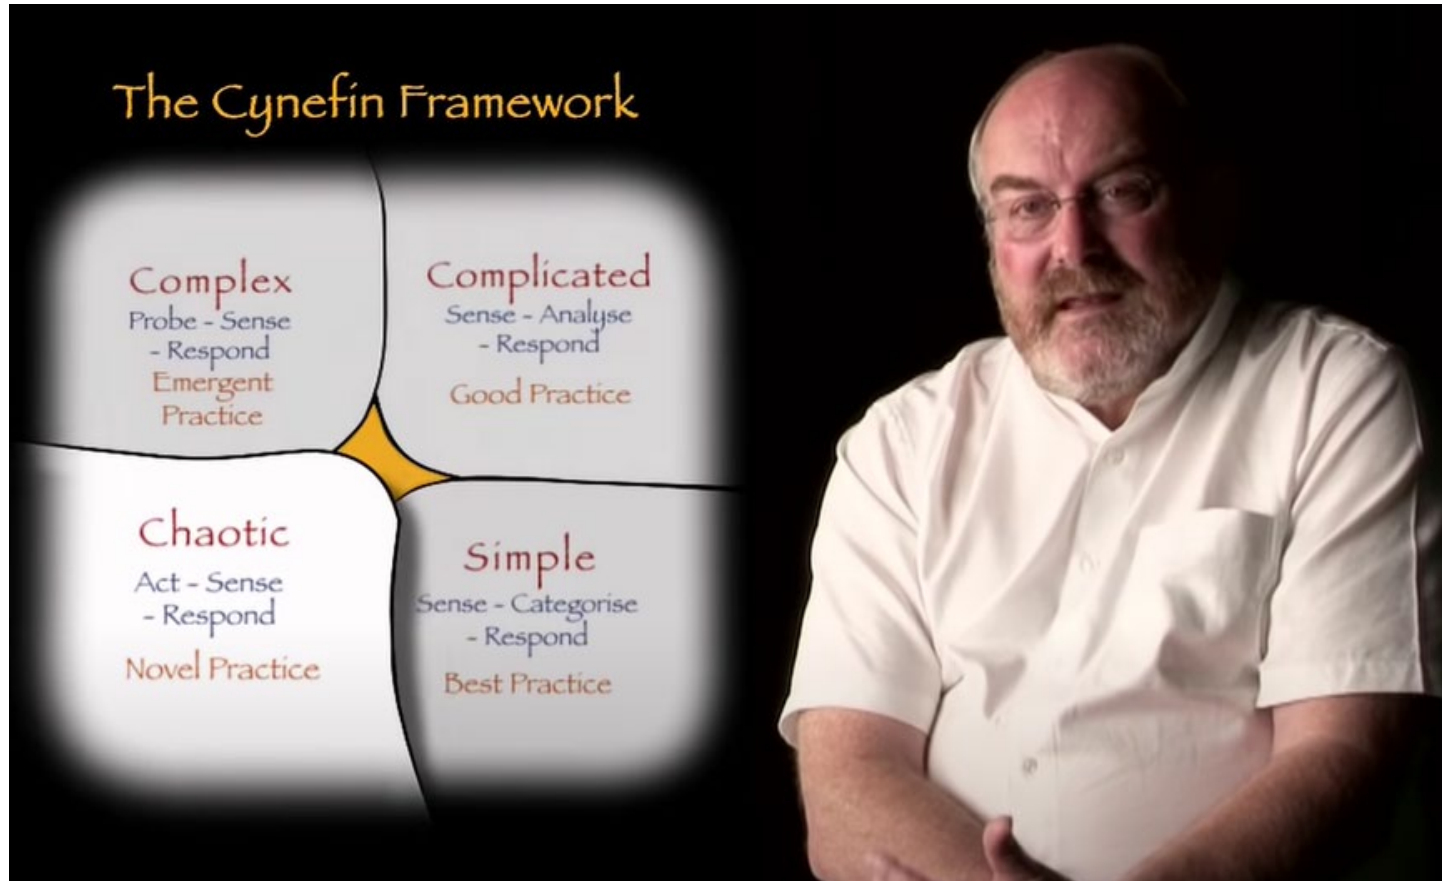 The Cynefin Framework
Complex
Probe - Sense
- Respond
Emergent
Practice
Complicated
Sense - Analyse
- Respond
Good Practice
Chaotic
Act - Sense
- Respond
Novel Practice
Simple
Sense - Categorise
- Respond
Best Practice